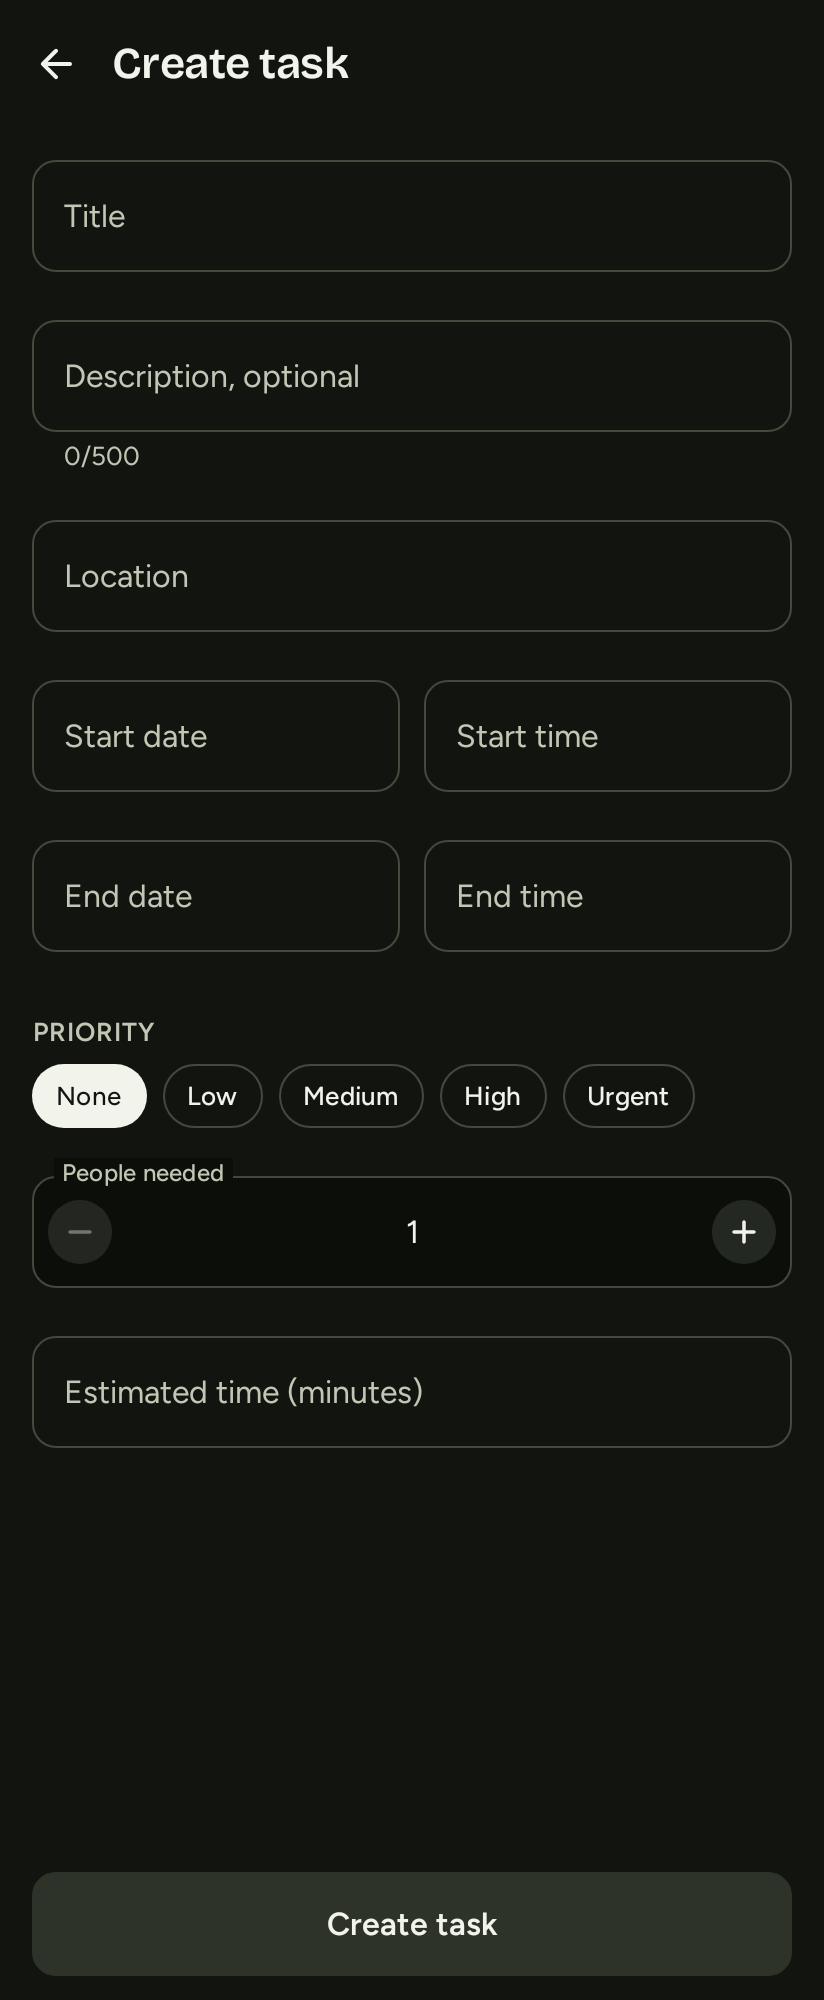 Create task
Title
Description, optional
0/500
Location
Start date Start time
End date End time
PRIORITY
None Low Medium High Urgent
People needed
1
Estimated time (minutes)
Create task